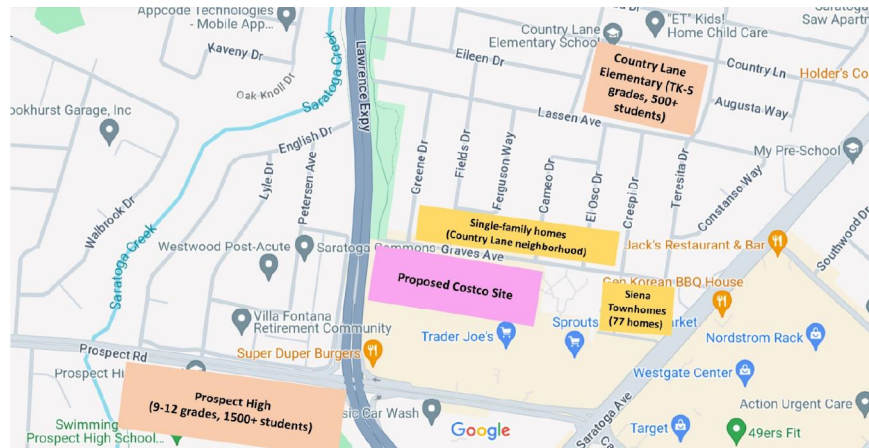 Appcode Technologies
- Mobile App...
Kaveny Dr
Oak Knoll Dr
Saratoga Creek
Lawrence Expy
Country Lane
Elementary School
"ET" Kids!
Home Child Care
Saratoga
Saw Apartm
Eileen Dr
Country Lane
Elementary (TK-5
grades, 500+
students)
Country Ln
Holder's Co
Augusta Way
ookhurst Garage, Inc
English Dr
Lassen Ave
My Pre-School
Walbrook Dr
Lyle Dr
Petersen Ave
Greene Dr
Fields Dr
Ferguson Way
Cameo Dr
El Oso Dr
Crespi Dr
Teresita Dr
Constanso Way
Southwood Dr
Saratoga Creek
Westwood Post-Acute
Saratoga Commons
Graves Ave
Single-family homes
(Country Lane neighborhood)
Jack's Restaurant & Bar
Proposed Costco Site
Gen Korean BBQ House
Siena
Townhomes
(77 homes)
Villa Fontana
Retirement Community
Trader Joe's
Sprouts
rket
Nordstrom Rack
Prospect Rd
Super Duper Burgers
Westgate Center
Prospect Hi
Prospect High
(9-12 grades, 1500+ students)
sic Car Wash
Google
Saratoga Ave
Ca
Action Urgent Care
Swimming
Prospect High School...
Target
49ers Fit